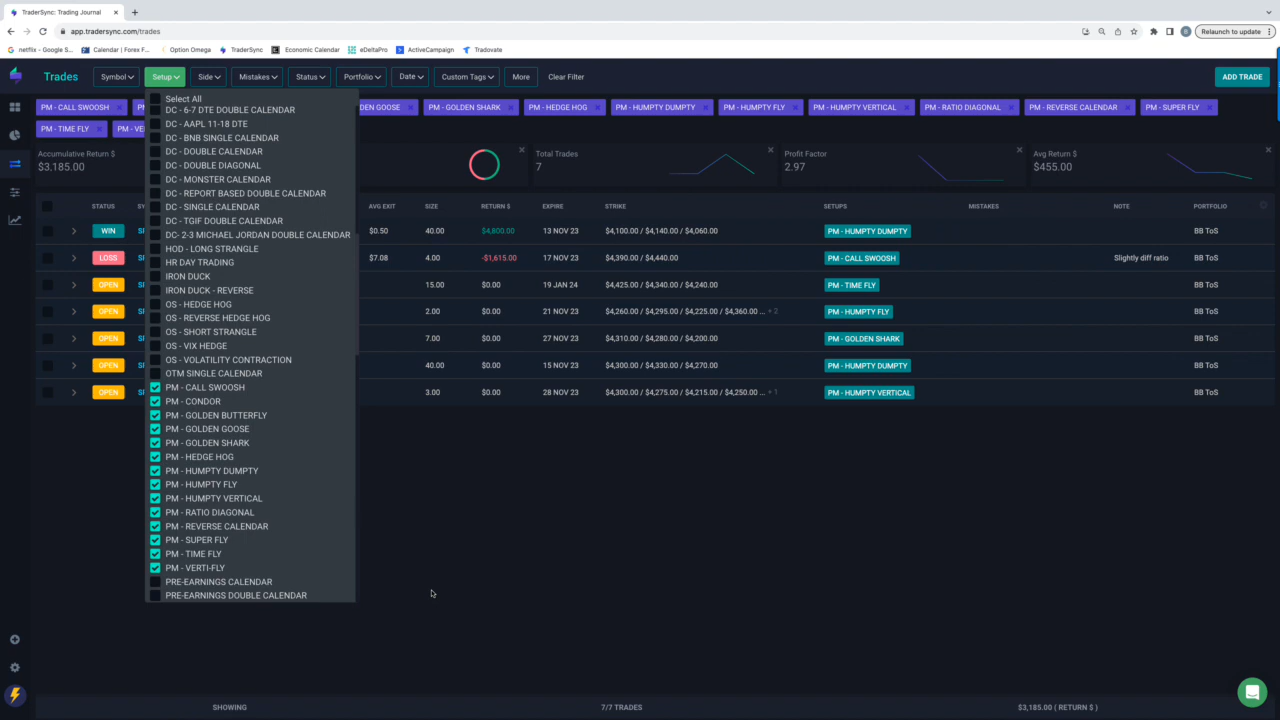 TraderSync: Trading Journal
app.tradersync.com/trades
Relaunch to update
netflix - Google S...
Calendar | Forex F...
Option Omega
TraderSync
Economic Calendar
eDeltaPro
ActiveCampaign
Tradovate
Trades
Symbol
Setup
Side
Mistakes
Status
Portfolio
Date
Custom Tags
More
Clear Filter
ADD TRADE
PM - CALL SWOOSH
DEN GOOSE
PM - GOLDEN SHARK
PM - HEDGE HOG
PM - HUMPTY DUMPTY
PM - HUMPTY FLY
PM - HUMPTY VERTICAL
PM - RATIO DIAGONAL
PM - REVERSE CALENDAR
PM - SUPER FLY
PM - TIME FLY
PM - VE
Select All
DC - 6-7 DTE DOUBLE CALENDAR
DC - AAPL 11-18 DTE
DC - BNB SINGLE CALENDAR
DC - DOUBLE CALENDAR
DC - DOUBLE DIAGONAL
DC - MONSTER CALENDAR
DC - REPORT BASED DOUBLE CALENDAR
DC - SINGLE CALENDAR
DC - TGIF DOUBLE CALENDAR
DC- 2-3 MICHAEL JORDAN DOUBLE CALENDAR
HOD - LONG STRANGLE
HR DAY TRADING
IRON DUCK
IRON DUCK - REVERSE
OS - HEDGE HOG
OS - REVERSE HEDGE HOG
OS - SHORT STRANGLE
OS - VIX HEDGE
OS - VOLATILITY CONTRACTION
OTM SINGLE CALENDAR
PM - CALL SWOOSH
PM - CONDOR
PM - GOLDEN BUTTERFLY
PM - GOLDEN GOOSE
PM - GOLDEN SHARK
PM - HEDGE HOG
PM - HUMPTY DUMPTY
PM - HUMPTY FLY
PM - HUMPTY VERTICAL
PM - RATIO DIAGONAL
PM - REVERSE CALENDAR
PM - SUPER FLY
PM - TIME FLY
PM - VERTI-FLY
PRE-EARNINGS CALENDAR
PRE-EARNINGS DOUBLE CALENDAR
Accumulative Return $
$3,185.00
Total Trades
7
Profit Factor
2.97
Avg Return $
$455.00
STATUS SY AVG EXIT SIZE RETURN $ EXPIRE STRIKE SETUPS MISTAKES NOTE PORTFOLIO
WIN $0.50 40.00 $4,800.00 13 NOV 23 $4,100.00 / $4,140.00 / $4,060.00 PM - HUMPTY DUMPTY BB ToS
LOSS $7.08 4.00 -$1,615.00 17 NOV 23 $4,390.00 / $4,440.00 PM - CALL SWOOSH Slightly diff ratio BB ToS
OPEN 15.00 $0.00 19 JAN 24 $4,425.00 / $4,340.00 / $4,240.00 PM - TIME FLY BB ToS
OPEN 2.00 $0.00 21 NOV 23 $4,260.00 / $4,295.00 / $4,225.00 / $4,360.00 ... + 2 PM - HUMPTY FLY BB ToS
OPEN 7.00 $0.00 27 NOV 23 $4,310.00 / $4,280.00 / $4,200.00 PM - GOLDEN SHARK BB ToS
OPEN 40.00 $0.00 22 NOV 23 $4,300.00 / $4,330.00 / $4,270.00 PM - HUMPTY DUMPTY BB ToS
OPEN 3.00 $0.00 28 NOV 23 $4,300.00 / $4,275.00 / $4,215.00 / $4,250.00 ... + 1 PM - HUMPTY VERTICAL BB ToS
SHOWING 7/7 TRADES $3,185.00 ( RETURN $ )